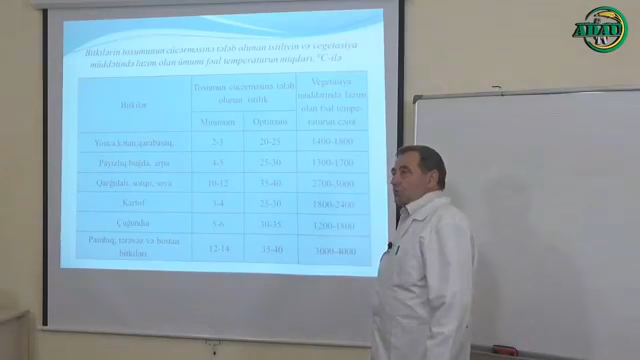 Bitkilərin toxumunun cücərməsinə tələb olunan istiliyin və vegetasiya
müddətində lazım olan ümumi fəal temperaturun miqdarı, °C-ilə
Bitkilər
Toxumun cücərməsinə tələb
olunan istilik
Vegetasiya
müddətində lazım
olan fəal tempe-
raturun cəmi
Minimum
Optimum
Yonca, kətan, qarabaşaq, 2-3 20-25 1400-1800
Payızlıq buğda, arpa 4-5 25-30 1300-1700
Qarğıdalı, sorqo, soya 10-12 35-40 2700-3000
Kartof 3-4 25-30 1800-2400
Çuğundur 5-6 30-35 1200-1800
Pambıq, tərəvəz və bostan
bitkiləri 12-14 35-40 3000-4000
ADAU